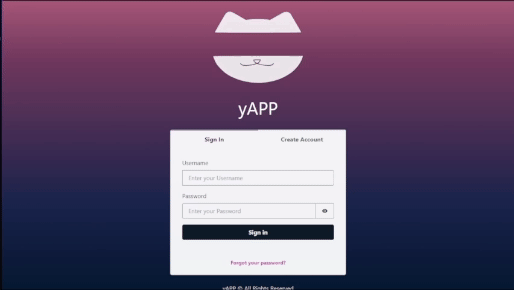 yAPP
Sign In
Create Account
Username
Enter your Username
Password
Enter your Password
Sign in
Forgot your password?
yAPP © All Rights Reserved